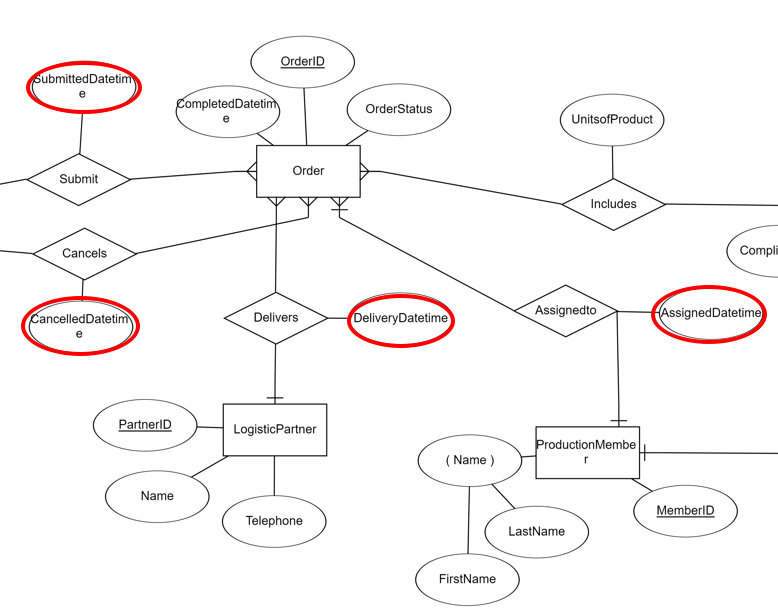 OrderID
SubmittedDatetim
e
CompletedDatetim
e
OrderStatus
UnitsofProduct
Order
Submit
Includes
Cancels
Compli
CancelledDatetim
e
Delivers
DeliveryDatetime
Assignedto
AssignedDatetime
PartnerID
LogisticPartner
Name
Telephone
( Name )
ProductionMembe
r
MemberID
LastName
FirstName